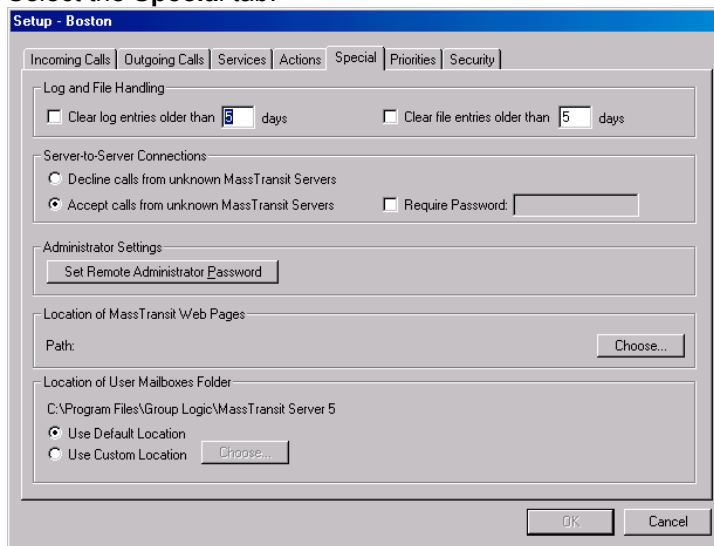 Select the Special tab.
Setup - Boston
Incoming Calls Outgoing Calls Services Actions Special Priorities Security
Log and File Handling
Clear log entries older than 5 days Clear file entries older than 5 days
Server-to-Server Connections
Decline calls from unknown MassTransit Servers
Accept calls from unknown MassTransit Servers Require Password:
Administrator Settings
Set Remote Administrator Password
Location of MassTransit Web Pages
Path: Choose...
Location of User Mailboxes Folder
C:\Program Files\Group Logic\MassTransit Server 5
Use Default Location
Use Custom Location Choose...
OK Cancel